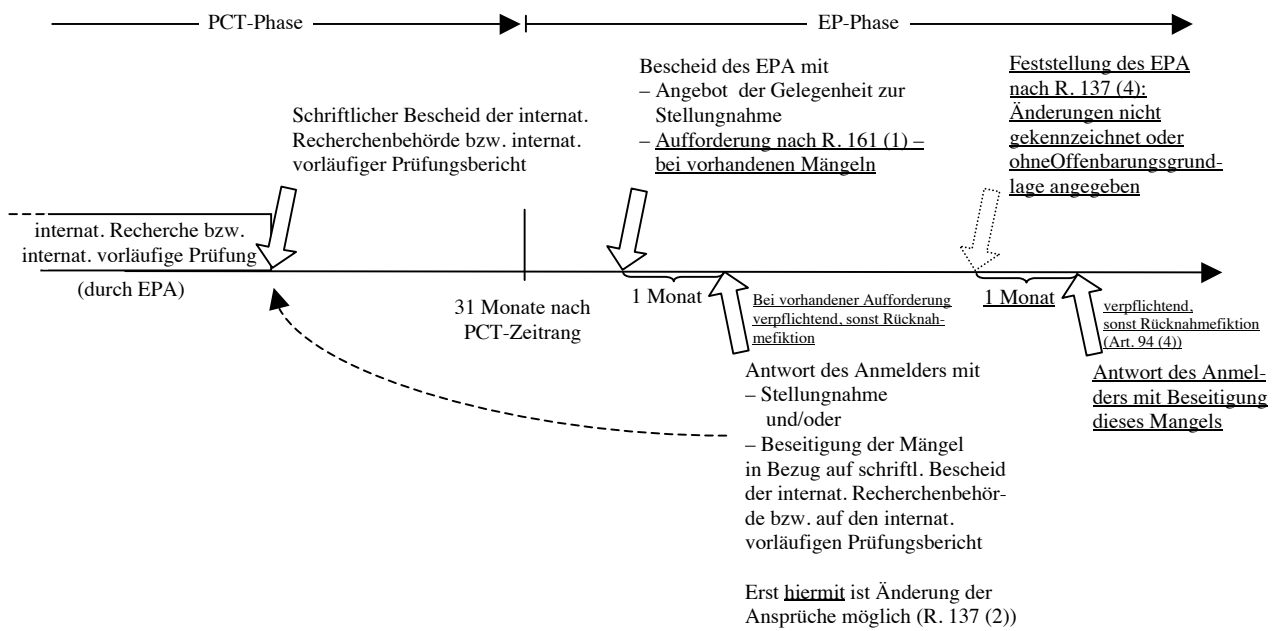 PCT-Phase
EP-Phase
Schriftlicher Bescheid der internat.
Recherchenbehörde bzw. internat.
vorläufiger Prüfungsbericht
Bescheid des EPA mit
– Angebot der Gelegenheit zur
Stellungnahme
– Aufforderung nach R. 161 (1) –
bei vorhandenen Mängeln
Feststellung des EPA
nach R. 137 (4):
Änderungen nicht
gekennzeichnet oder
ohneOffenbarungsgrund-
lage angegeben
internat. Recherche bzw.
internat. vorläufige Prüfung
(durch EPA)
31 Monate nach
PCT-Zeitrang
1 Monat
Bei vorhandener Aufforderung
verpflichtend, sonst Rücknah-
mefiktion
1 Monat
verpflichtend,
sonst Rücknahmefiktion
(Art. 94 (4))
Antwort des Anmelders mit
– Stellungnahme
und/oder
– Beseitigung der Mängel
in Bezug auf schriftl. Bescheid
der internat. Recherchenbehör-
de bzw. auf den internat.
vorläufigen Prüfungsbericht
Erst hiermit ist Änderung der
Ansprüche möglich (R. 137 (2))
Antwort des Anmel-
ders mit Beseitigung
dieses Mangels